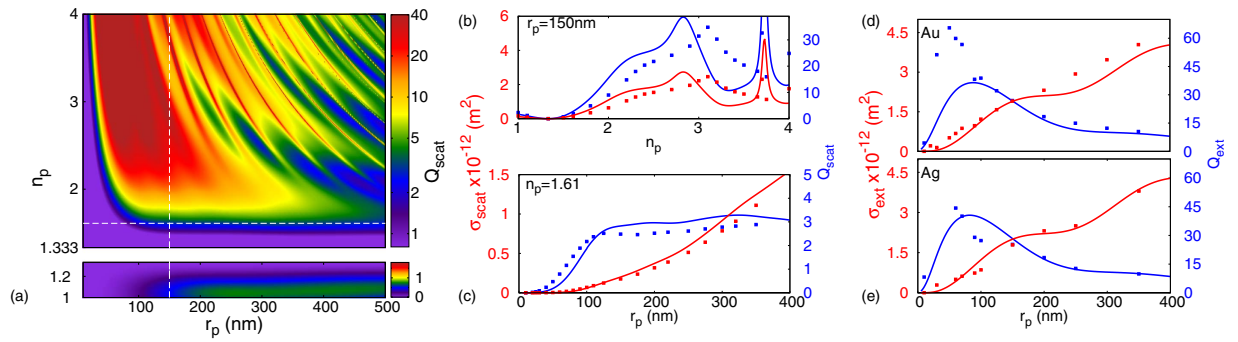 4
3
2
1.333
1.2
1
n_p
(a)
100 200 300 400 500
r_p (nm)
40
20
10
5
2
1
0
Q_scat
1
0
(b)
r_p=150nm
6
4
2
0
1 2 3 4
n_p
30
20
10
0
(c)
n_p=1.61
1.5
1
0.5
0
0 100 200 300 400
r_p (nm)
5
4
3
2
1
0
σ_scat x10^-12 (m^2)
Q_scat
(d)
Au
4.5
3
1.5
0
60
45
30
15
0
(e)
Ag
4.5
3
1.5
0
0 100 200 300 400
r_p (nm)
60
45
30
15
0
σ_ext x10^-12 (m^2)
Q_ext